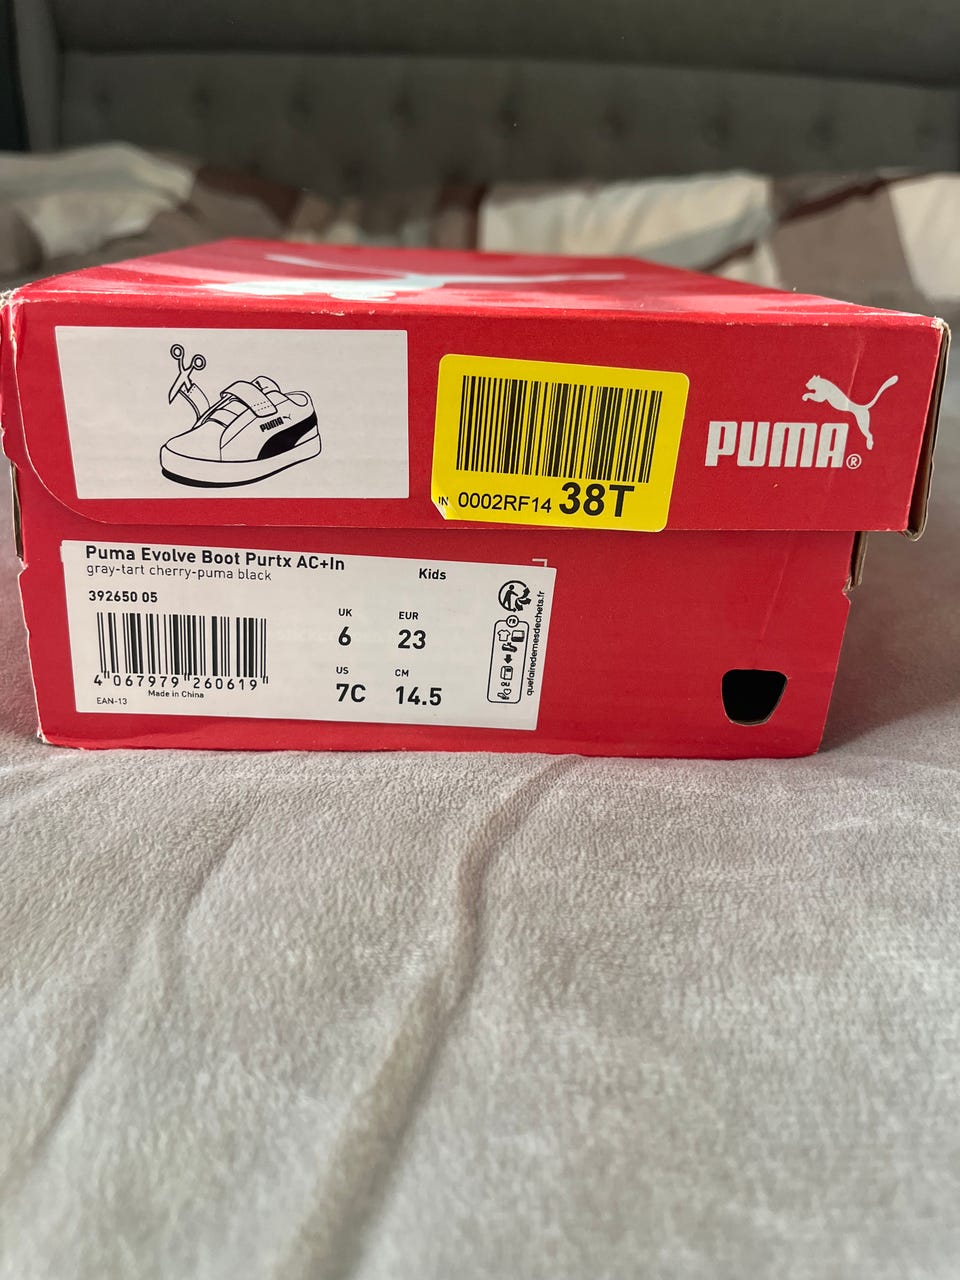 PUMA
IN 0002RF14 38T
PUMA®
Puma Evolve Boot Purtx AC+In
gray-tart cherry-puma black
Kids
392650 05
UK
6
EUR
23
US
7C
CM
14.5
4 067979 260619
Made in China
EAN-13
FR
quefairedemesdechets.fr